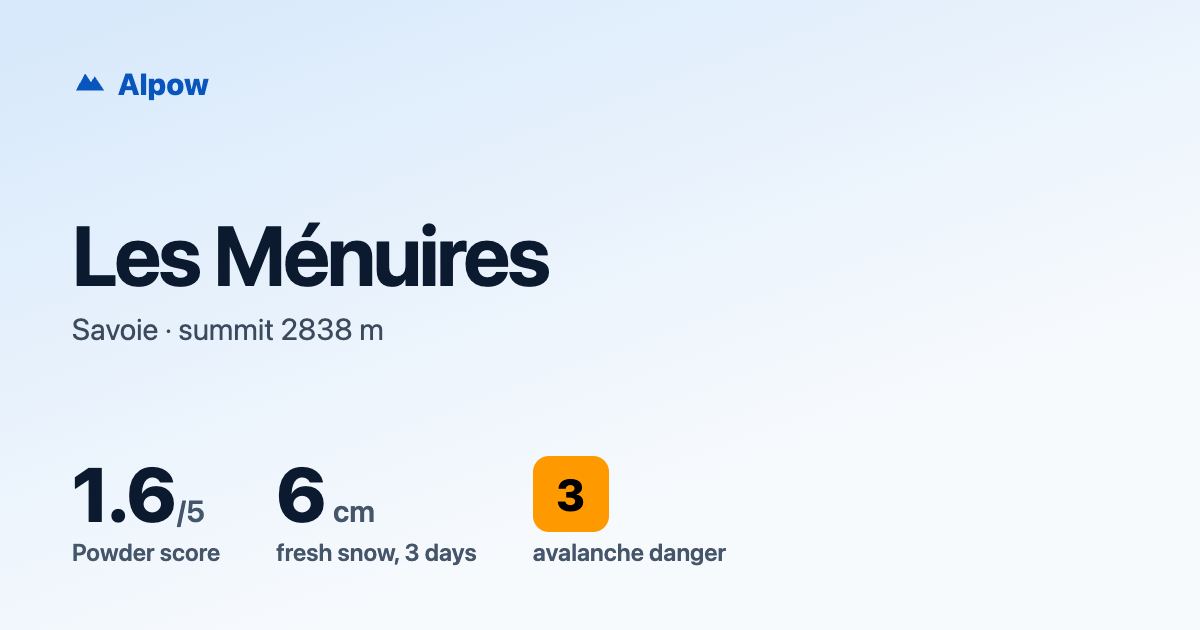 Alpow
Les Ménuires
Savoie · summit 2838 m
1.6/5
Powder score
6 cm
fresh snow, 3 days
3
avalanche danger